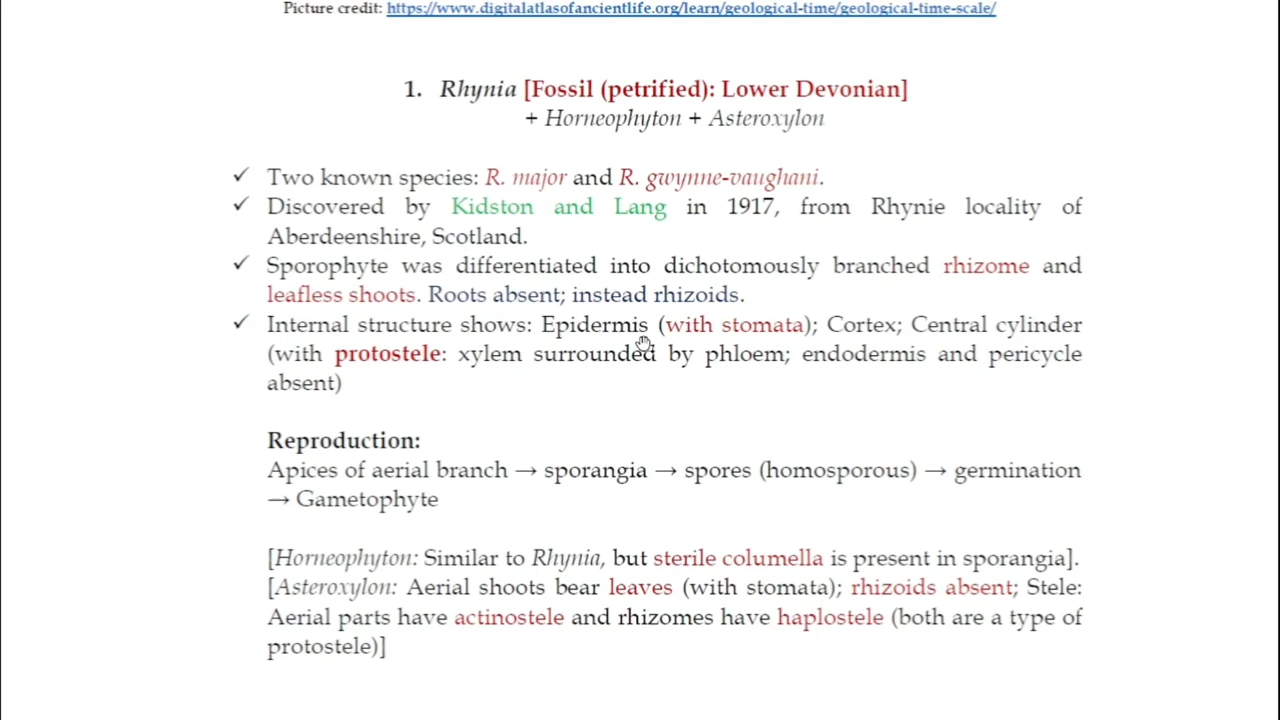 Picture credit: https://www.digitalatlasofancientlife.org/learn/geological-time/geological-time-scale/
1. Rhynia [Fossil (petrified): Lower Devonian]
+ Horneophyton + Asteroxylon
✓ Two known species: R. major and R. gwynne-vaughani.
✓ Discovered by Kidston and Lang in 1917, from Rhynie locality of
Aberdeenshire, Scotland.
✓ Sporophyte was differentiated into dichotomously branched rhizome and
leafless shoots. Roots absent; instead rhizoids.
✓ Internal structure shows: Epidermis (with stomata); Cortex; Central cylinder
(with protostele: xylem surrounded by phloem; endodermis and pericycle
absent)
Reproduction:
Apices of aerial branch → sporangia → spores (homosporous) → germination
→ Gametophyte
[Horneophyton: Similar to Rhynia, but sterile columella is present in sporangia].
[Asteroxylon: Aerial shoots bear leaves (with stomata); rhizoids absent; Stele:
Aerial parts have actinostele and rhizomes have haplostele (both are a type of
protostele)]